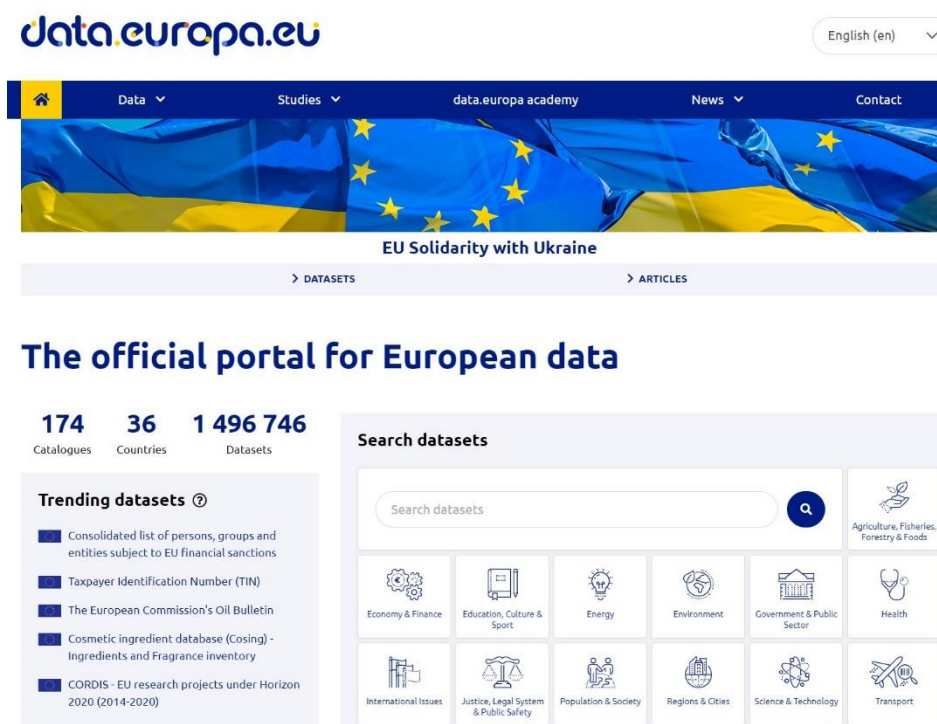 data.europa.eu
English (en)
Data
Studies
data.europa academy
News
Contact
EU Solidarity with Ukraine
> DATASETS
> ARTICLES
The official portal for European data
174
Catalogues
36
Countries
1 496 746
Datasets
Trending datasets
Consolidated list of persons, groups and
entities subject to EU financial sanctions
Taxpayer Identification Number (TIN)
The European Commission's Oil Bulletin
Cosmetic ingredient database (Cosing) -
Ingredients and Fragrance inventory
CORDIS - EU research projects under Horizon
2020 (2014-2020)
Search datasets
Search datasets
Agriculture, Fisheries,
Forestry & Foods
Economy & Finance
Education, Culture &
Sport
Energy
Environment
Government & Public
Sector
Health
International Issues
Justice, Legal System
& Public Safety
Population & Society
Regions & Cities
Science & Technology
Transport